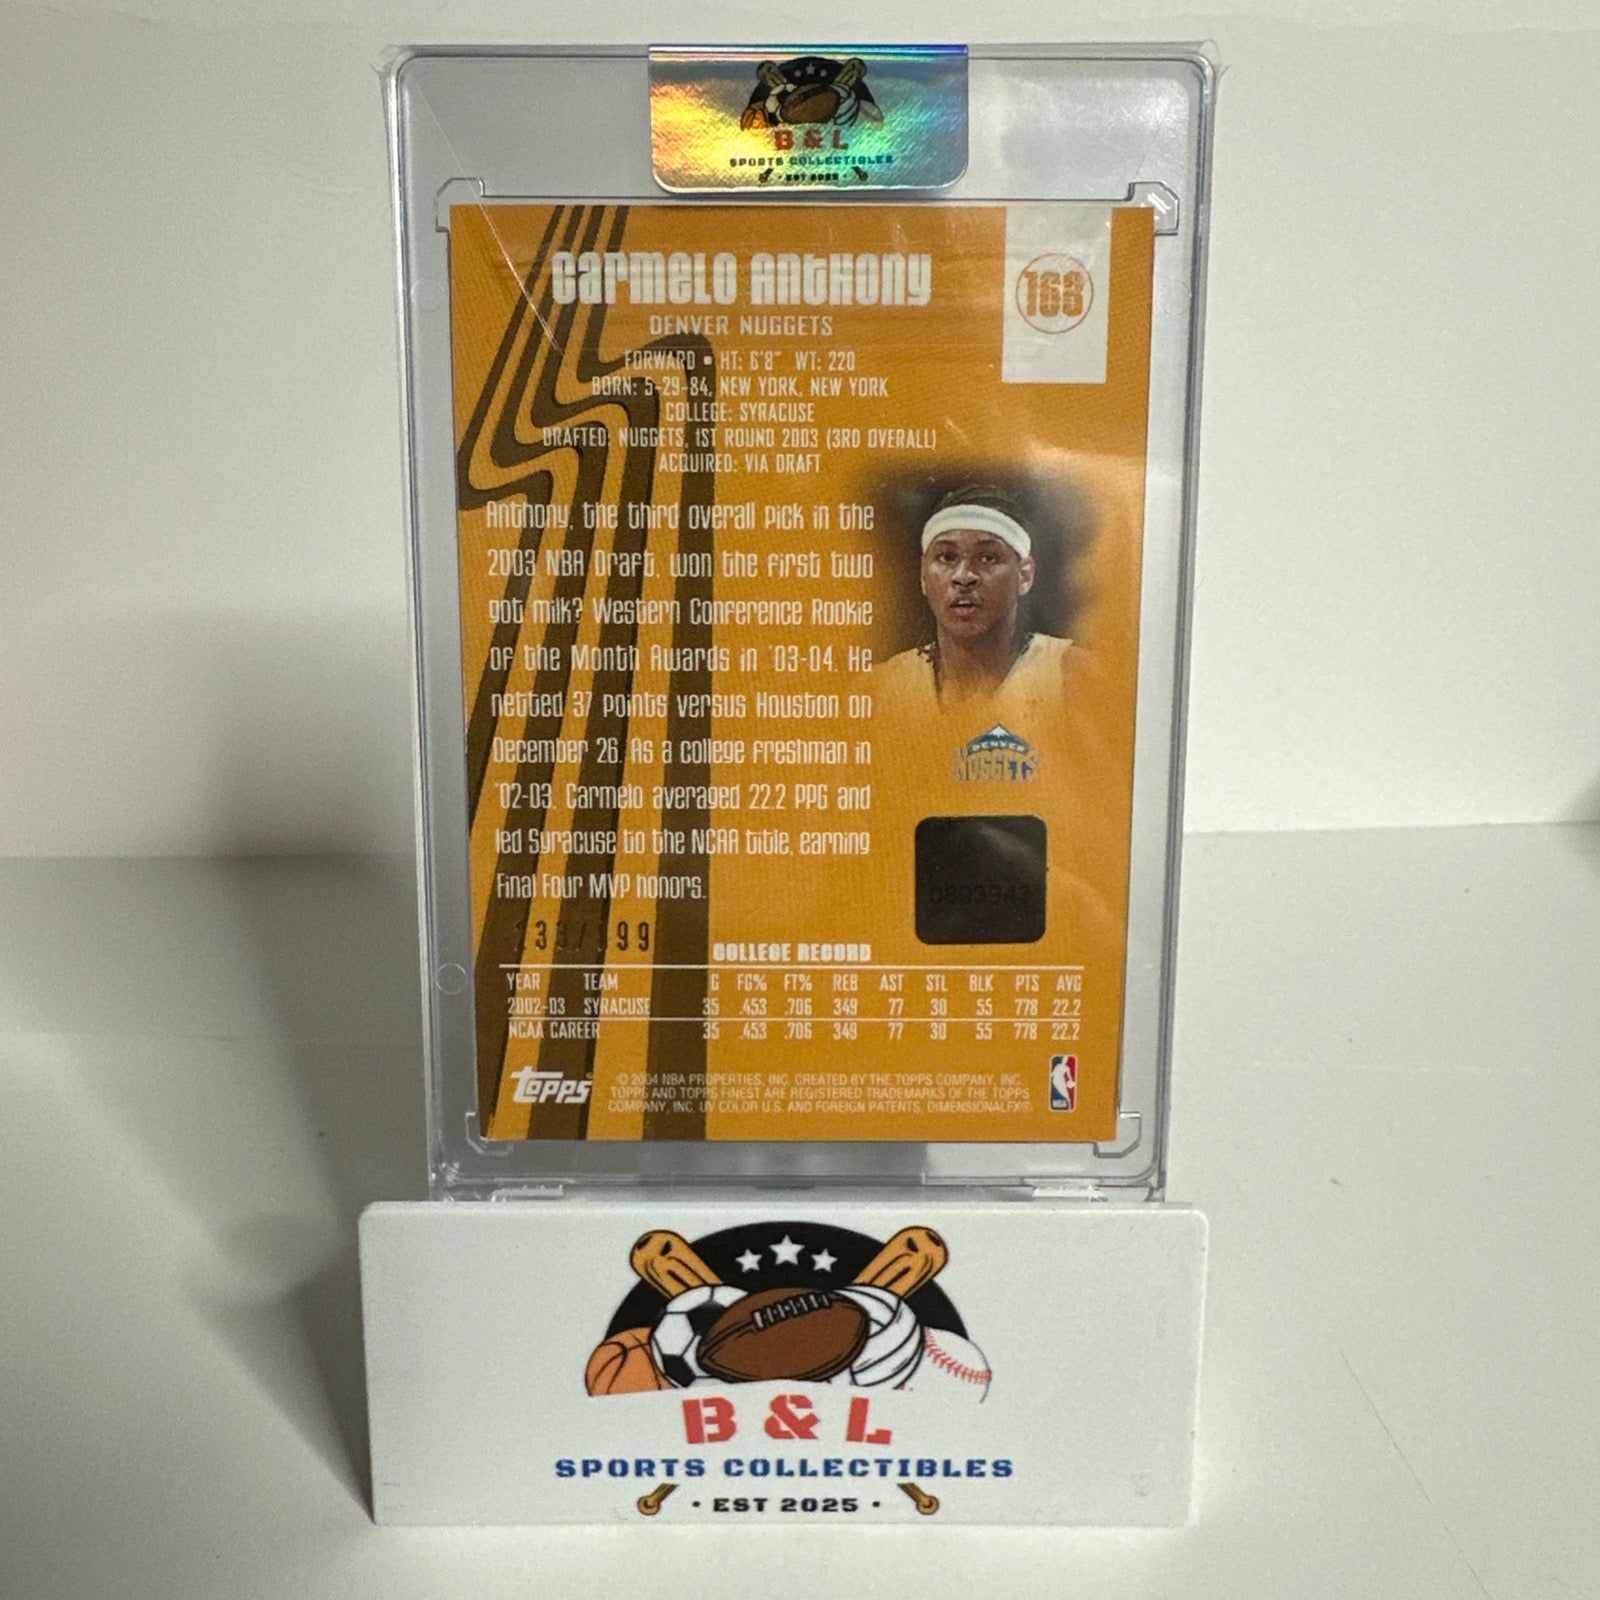 B & L
SPORTS COLLECTIBLES
• EST 2025 •
Carmelo Anthony
163
DENVER NUGGETS
FORWARD • HT: 6'8" WT: 220
BORN: 5-29-84, NEW YORK, NEW YORK
COLLEGE: SYRACUSE
DRAFTED: NUGGETS, 1ST ROUND 2003 (3RD OVERALL)
ACQUIRED: VIA DRAFT
Anthony, the third overall pick in the
2003 NBA Draft, won the first two
got milk? Western Conference Rookie
of the Month Awards in '03-04. He
netted 37 points versus Houston on
December 26. As a college freshman in
'02-03, Carmelo averaged 22.2 PPG and
led Syracuse to the NCAA title, earning
Final Four MVP honors.
DENVER
NUGGETS
COLLEGE RECORD
YEAR TEAM G FG% FT% REB AST STL BLK PTS AVG
2002-03 SYRACUSE 35 .453 .706 349 77 30 55 778 22.2
NCAA CAREER 35 .453 .706 349 77 30 55 778 22.2
Topps
© 2004 NBA PROPERTIES, INC. CREATED BY THE TOPPS COMPANY, INC.
TOPPS AND TOPPS FINEST ARE REGISTERED TRADEMARKS OF THE TOPPS
COMPANY, INC. UV COLOR U.S. AND FOREIGN PATENTS, DIMENSIONALFX®
NBA
B & L
SPORTS COLLECTIBLES
• EST 2025 •